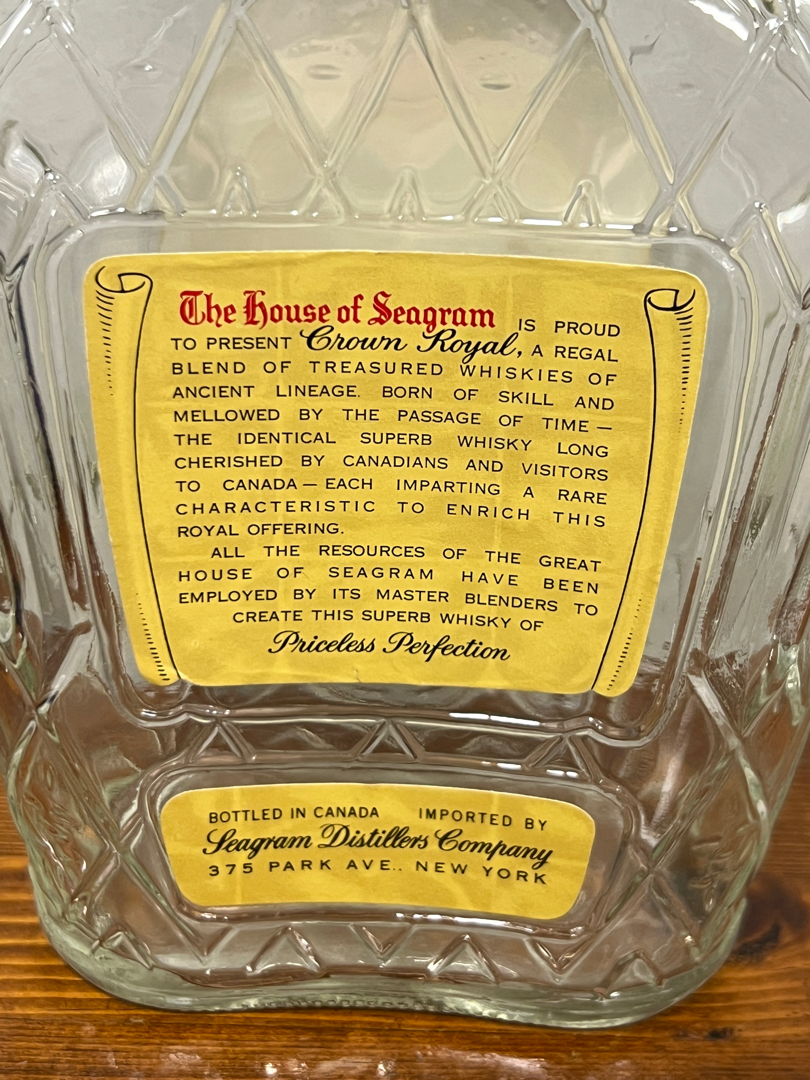 The House of Seagram IS PROUD
TO PRESENT Crown Royal, A REGAL
BLEND OF TREASURED WHISKIES OF
ANCIENT LINEAGE. BORN OF SKILL AND
MELLOWED BY THE PASSAGE OF TIME —
THE IDENTICAL SUPERB WHISKY LONG
CHERISHED BY CANADIANS AND VISITORS
TO CANADA — EACH IMPARTING A RARE
CHARACTERISTIC TO ENRICH THIS
ROYAL OFFERING.
ALL THE RESOURCES OF THE GREAT
HOUSE OF SEAGRAM HAVE BEEN
EMPLOYED BY ITS MASTER BLENDERS TO
CREATE THIS SUPERB WHISKY OF
Priceless Perfection
BOTTLED IN CANADA IMPORTED BY
Seagram Distillers Company
375 PARK AVE., NEW YORK